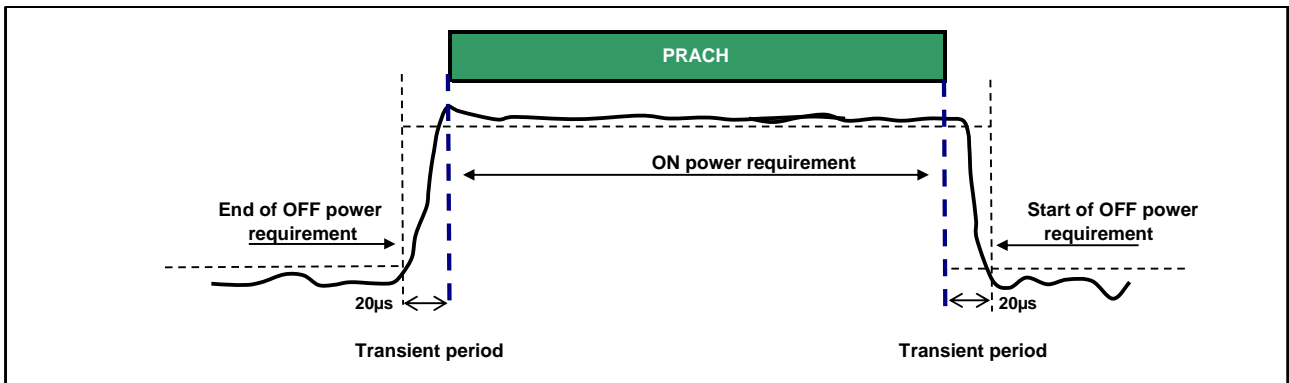 PRACH
ON power requirement
End of OFF power
requirement
Start of OFF power
requirement
20µs
20µs
Transient period
Transient period